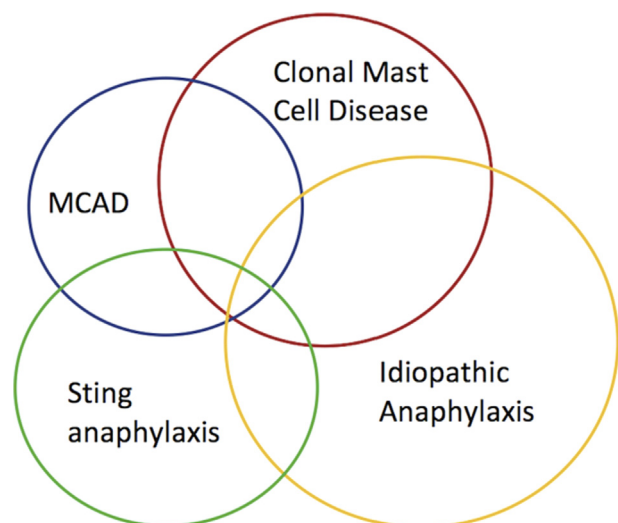 Clonal Mast
Cell Disease
MCAD
Idiopathic
Anaphylaxis
Sting
anaphylaxis